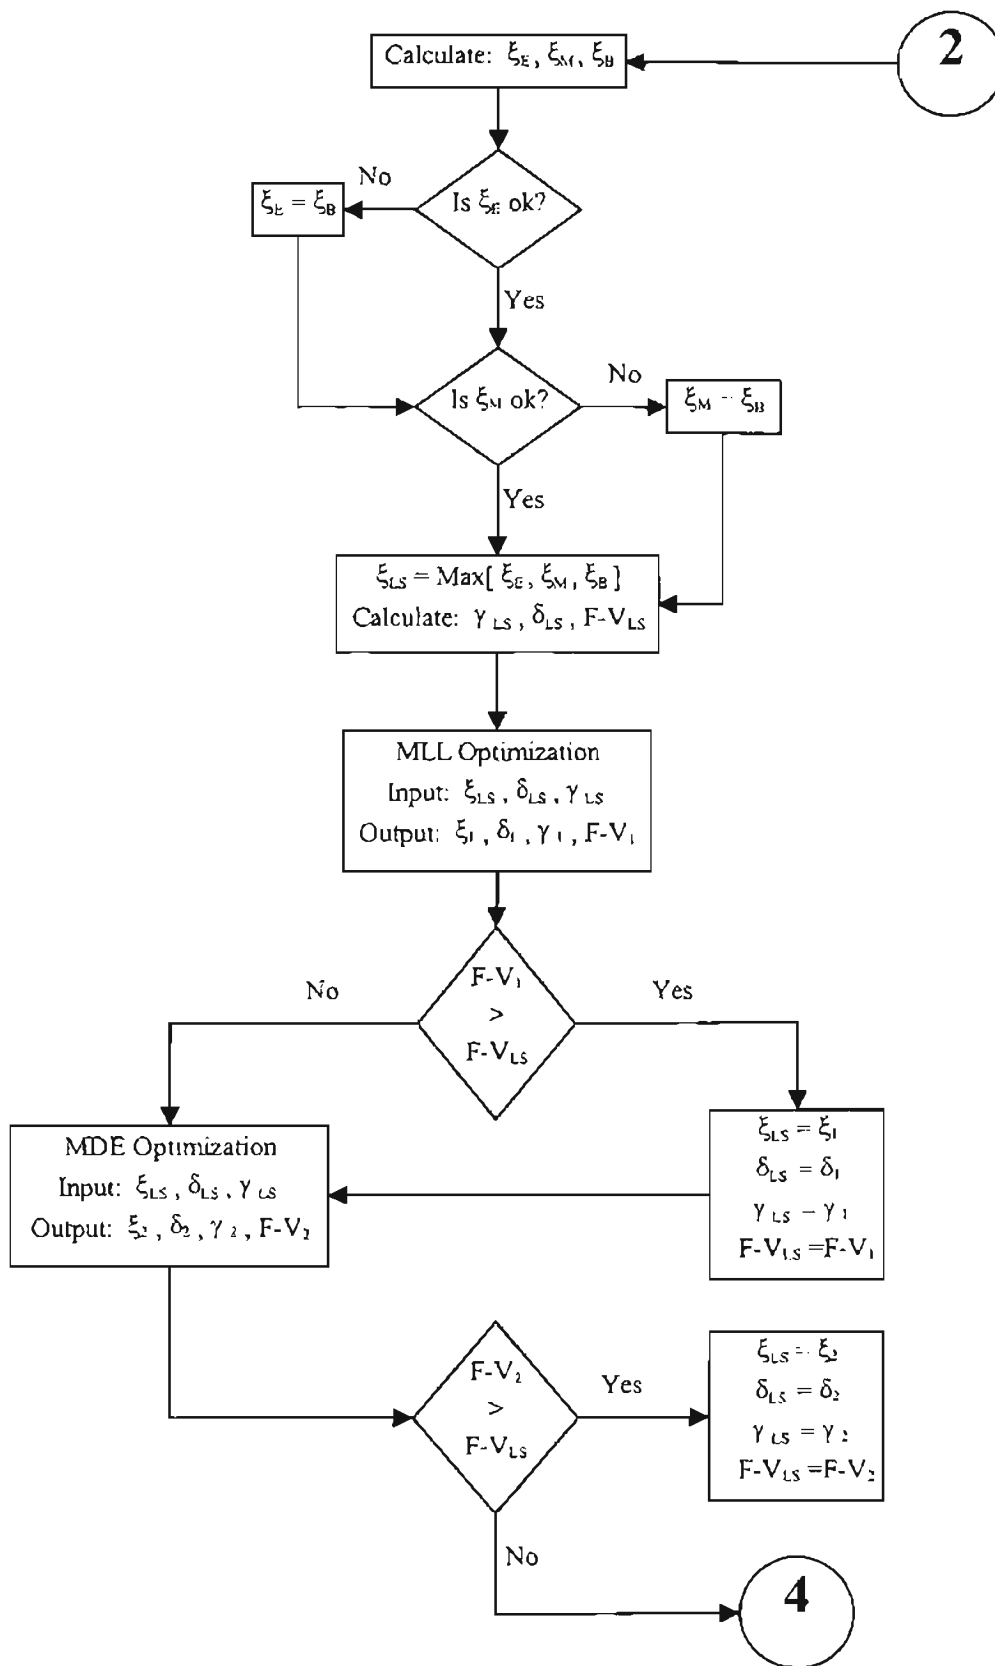 2
Calculate: ξE, ξM, ξB
No
ξE = ξB
Is ξE ok?
Yes
Is ξM ok?
No
ξM = ξB
Yes
ξLS = Max[ ξE, ξM, ξB ]
Calculate: γLS, δLS, F-VLS
MLL Optimization
Input: ξLS, δLS, γLS
Output: ξ1, δ1, γ1, F-V1
No
F-V1
>
F-VLS
Yes
MDE Optimization
Input: ξLS, δLS, γLS
Output: ξ2, δ2, γ2, F-V2
ξLS = ξ1
δLS = δ1
γLS = γ1
F-VLS =F-V1
F-V2
>
F-VLS
Yes
ξLS = ξ2
δLS = δ2
γLS = γ2
F-VLS =F-V2
No
4